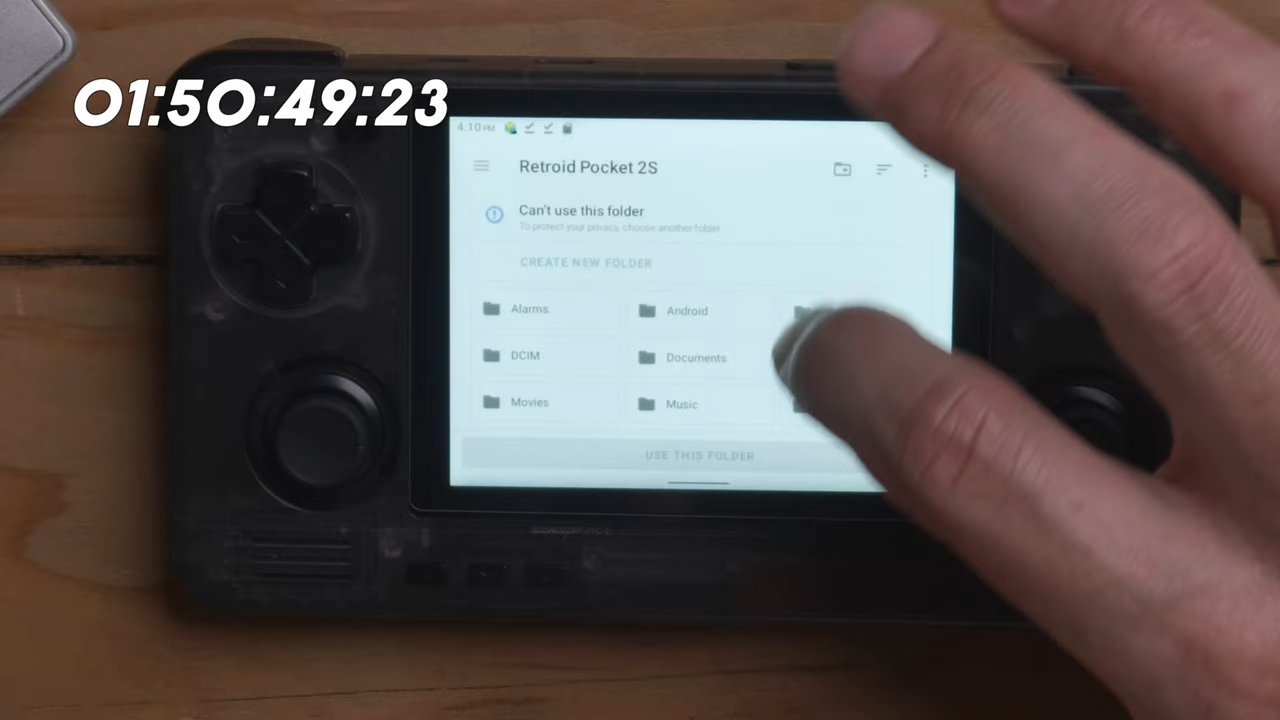 01:50:49:23
4:10 PM
Retroid Pocket 2S
Can't use this folder
To protect your privacy, choose another folder
CREATE NEW FOLDER
Alarms
Android
DCIM
Documents
Movies
Music
USE THIS FOLDER